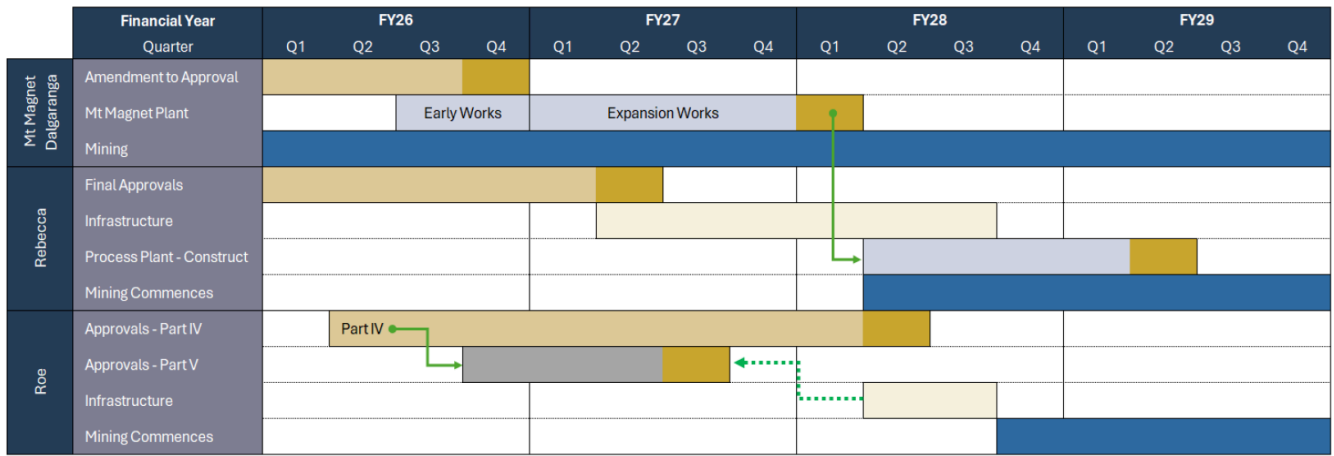 Financial Year FY26 FY27 FY28 FY29
Quarter Q1 Q2 Q3 Q4 Q1 Q2 Q3 Q4 Q1 Q2 Q3 Q4 Q1 Q2 Q3 Q4
Mt Magnet
Dalgaranga
Amendment to Approval
Mt Magnet Plant Early Works Expansion Works
Mining
Rebecca
Final Approvals
Infrastructure
Process Plant - Construct
Mining Commences
Roe
Approvals - Part IV Part IV
Approvals - Part V
Infrastructure
Mining Commences